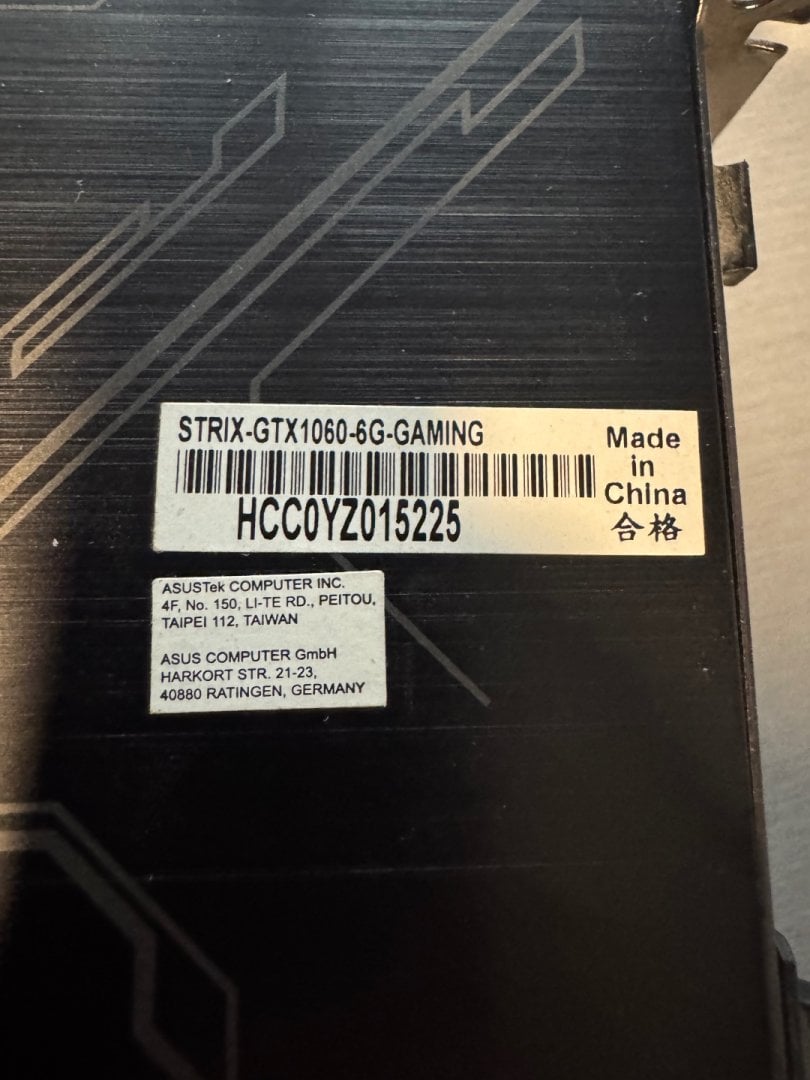 STRIX-GTX1060-6G-GAMING
HCC0YZ015225
Made
in
China
合格
ASUSTek COMPUTER INC.
4F, No. 150, LI-TE RD., PEITOU,
TAIPEI 112, TAIWAN
ASUS COMPUTER GmbH
HARKORT STR. 21-23,
40880 RATINGEN, GERMANY